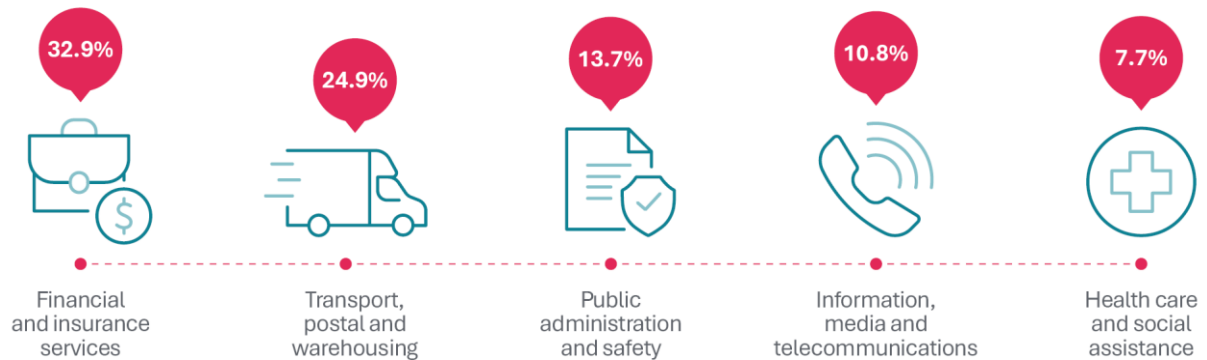 32.9%
24.9%
13.7%
10.8%
7.7%
$
Financial
and insurance
services
Transport,
postal and
warehousing
Public
administration
and safety
Information,
media and
telecommunications
Health care
and social
assistance